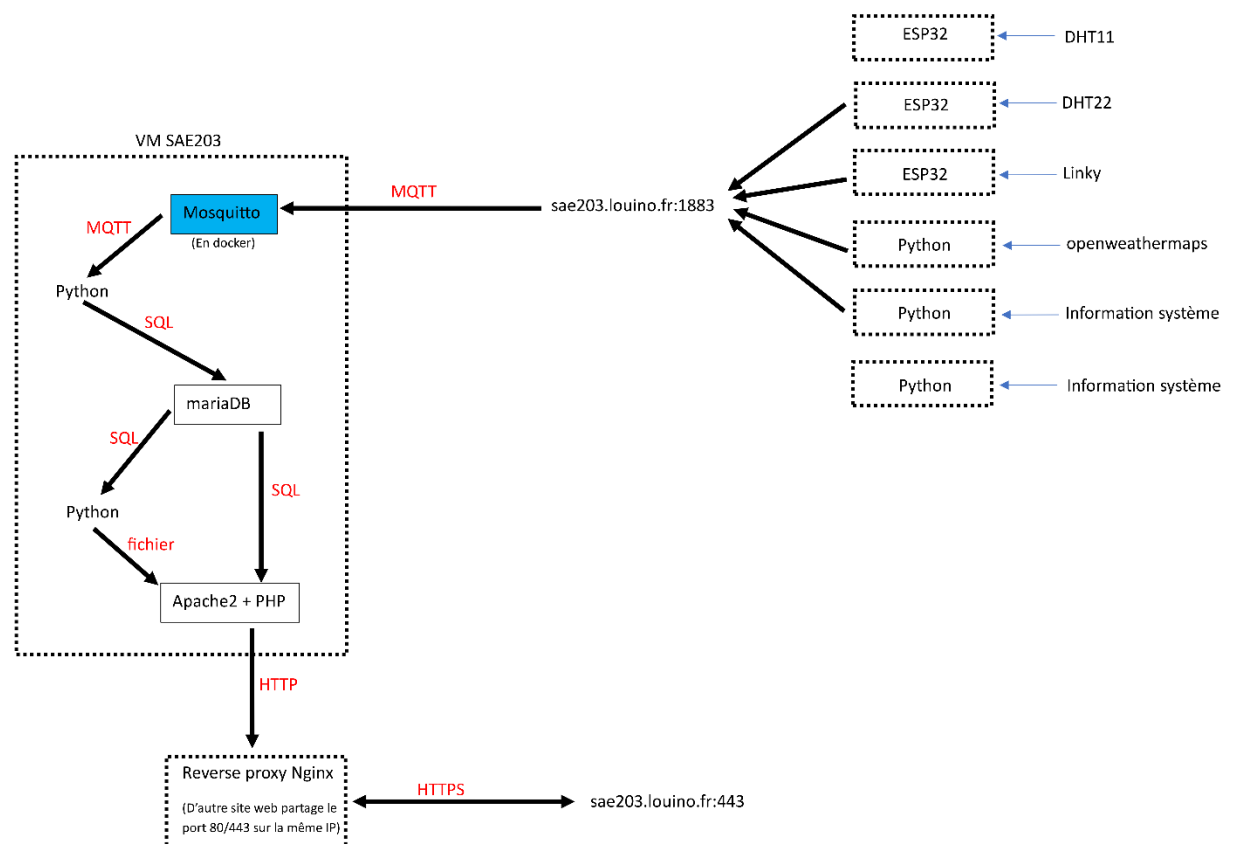 ESP32
DHT11
ESP32
DHT22
VM SAE203
ESP32
Linky
MQTT
Mosquitto
sae203.louino.fr:1883
MQTT
(En docker)
Python
openweathermaps
Python
SQL
Python
Information système
mariaDB
Python
Information système
SQL
SQL
Python
fichier
Apache2 + PHP
HTTP
Reverse proxy Nginx
HTTPS
sae203.louino.fr:443
(D'autre site web partage le
port 80/443 sur la même IP)